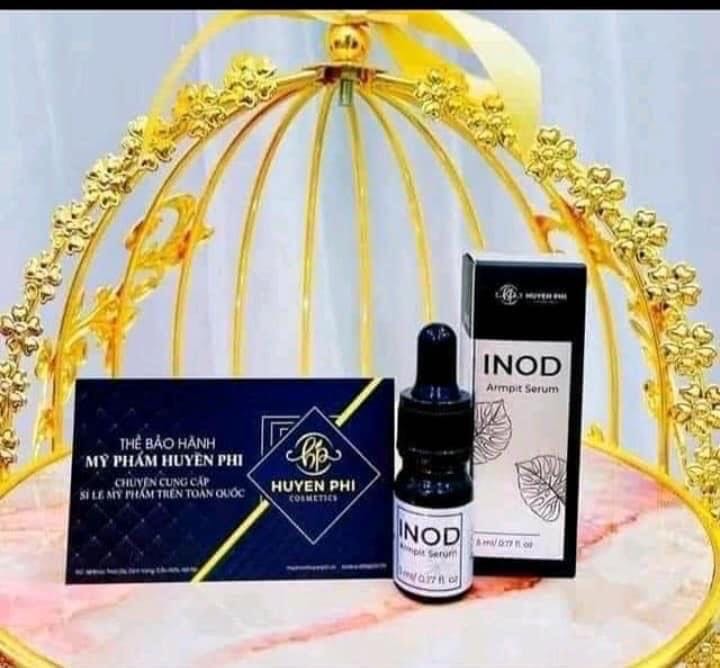 THẺ BẢO HÀNH
MỸ PHẨM HUYỀN PHI
CHUYÊN CUNG CẤP
SỈ LẺ MỸ PHẨM TRÊN TOÀN QUỐC
hp
HUYEN PHI
COSMETICS
INOD
Armpit Serum
5 ml/ 0.17 fl. oz
HUYEN PHI
INOD
Armpit Serum
5 ml/ 0.17 fl. oz